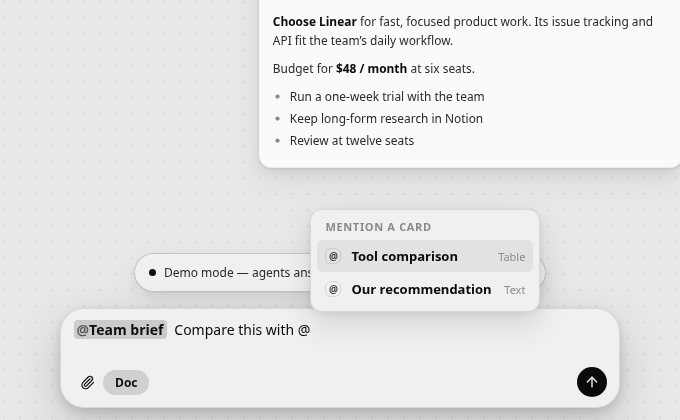 Choose Linear for fast, focused product work. Its issue tracking and
API fit the team’s daily workflow.
Budget for $48 / month at six seats.
• Run a one-week trial with the team
• Keep long-form research in Notion
• Review at twelve seats
MENTION A CARD
@ Tool comparison Table
@ Our recommendation Text
Demo mode — agents ans
@Team brief Compare this with @
Doc